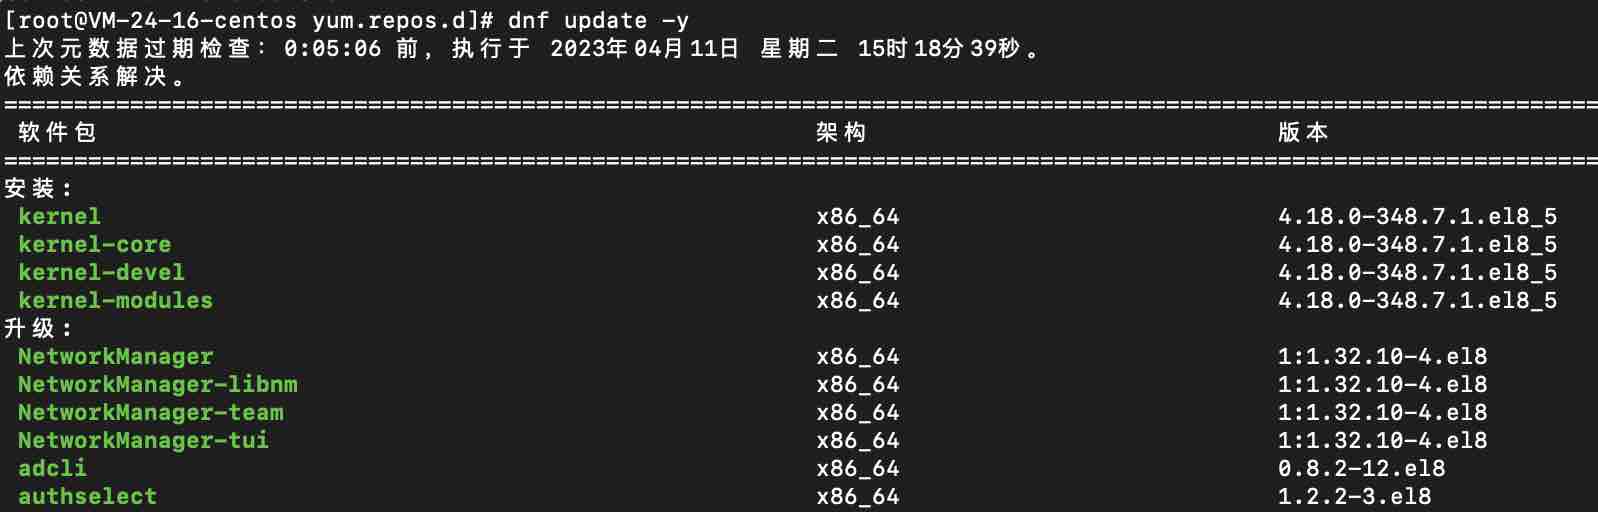 [root@VM-24-16-centos yum.repos.d]# dnf update -y
上次元数据过期检查：0:05:06 前，执行于 2023年04月11日 星期二 15时18分39秒。
依赖关系解决。
==================================================================================================================
软件包 架构 版本
==================================================================================================================
安装:
kernel x86_64 4.18.0-348.7.1.el8_5
kernel-core x86_64 4.18.0-348.7.1.el8_5
kernel-devel x86_64 4.18.0-348.7.1.el8_5
kernel-modules x86_64 4.18.0-348.7.1.el8_5
升级:
NetworkManager x86_64 1:1.32.10-4.el8
NetworkManager-libnm x86_64 1:1.32.10-4.el8
NetworkManager-team x86_64 1:1.32.10-4.el8
NetworkManager-tui x86_64 1:1.32.10-4.el8
adcli x86_64 0.8.2-12.el8
authselect x86_64 1.2.2-3.el8